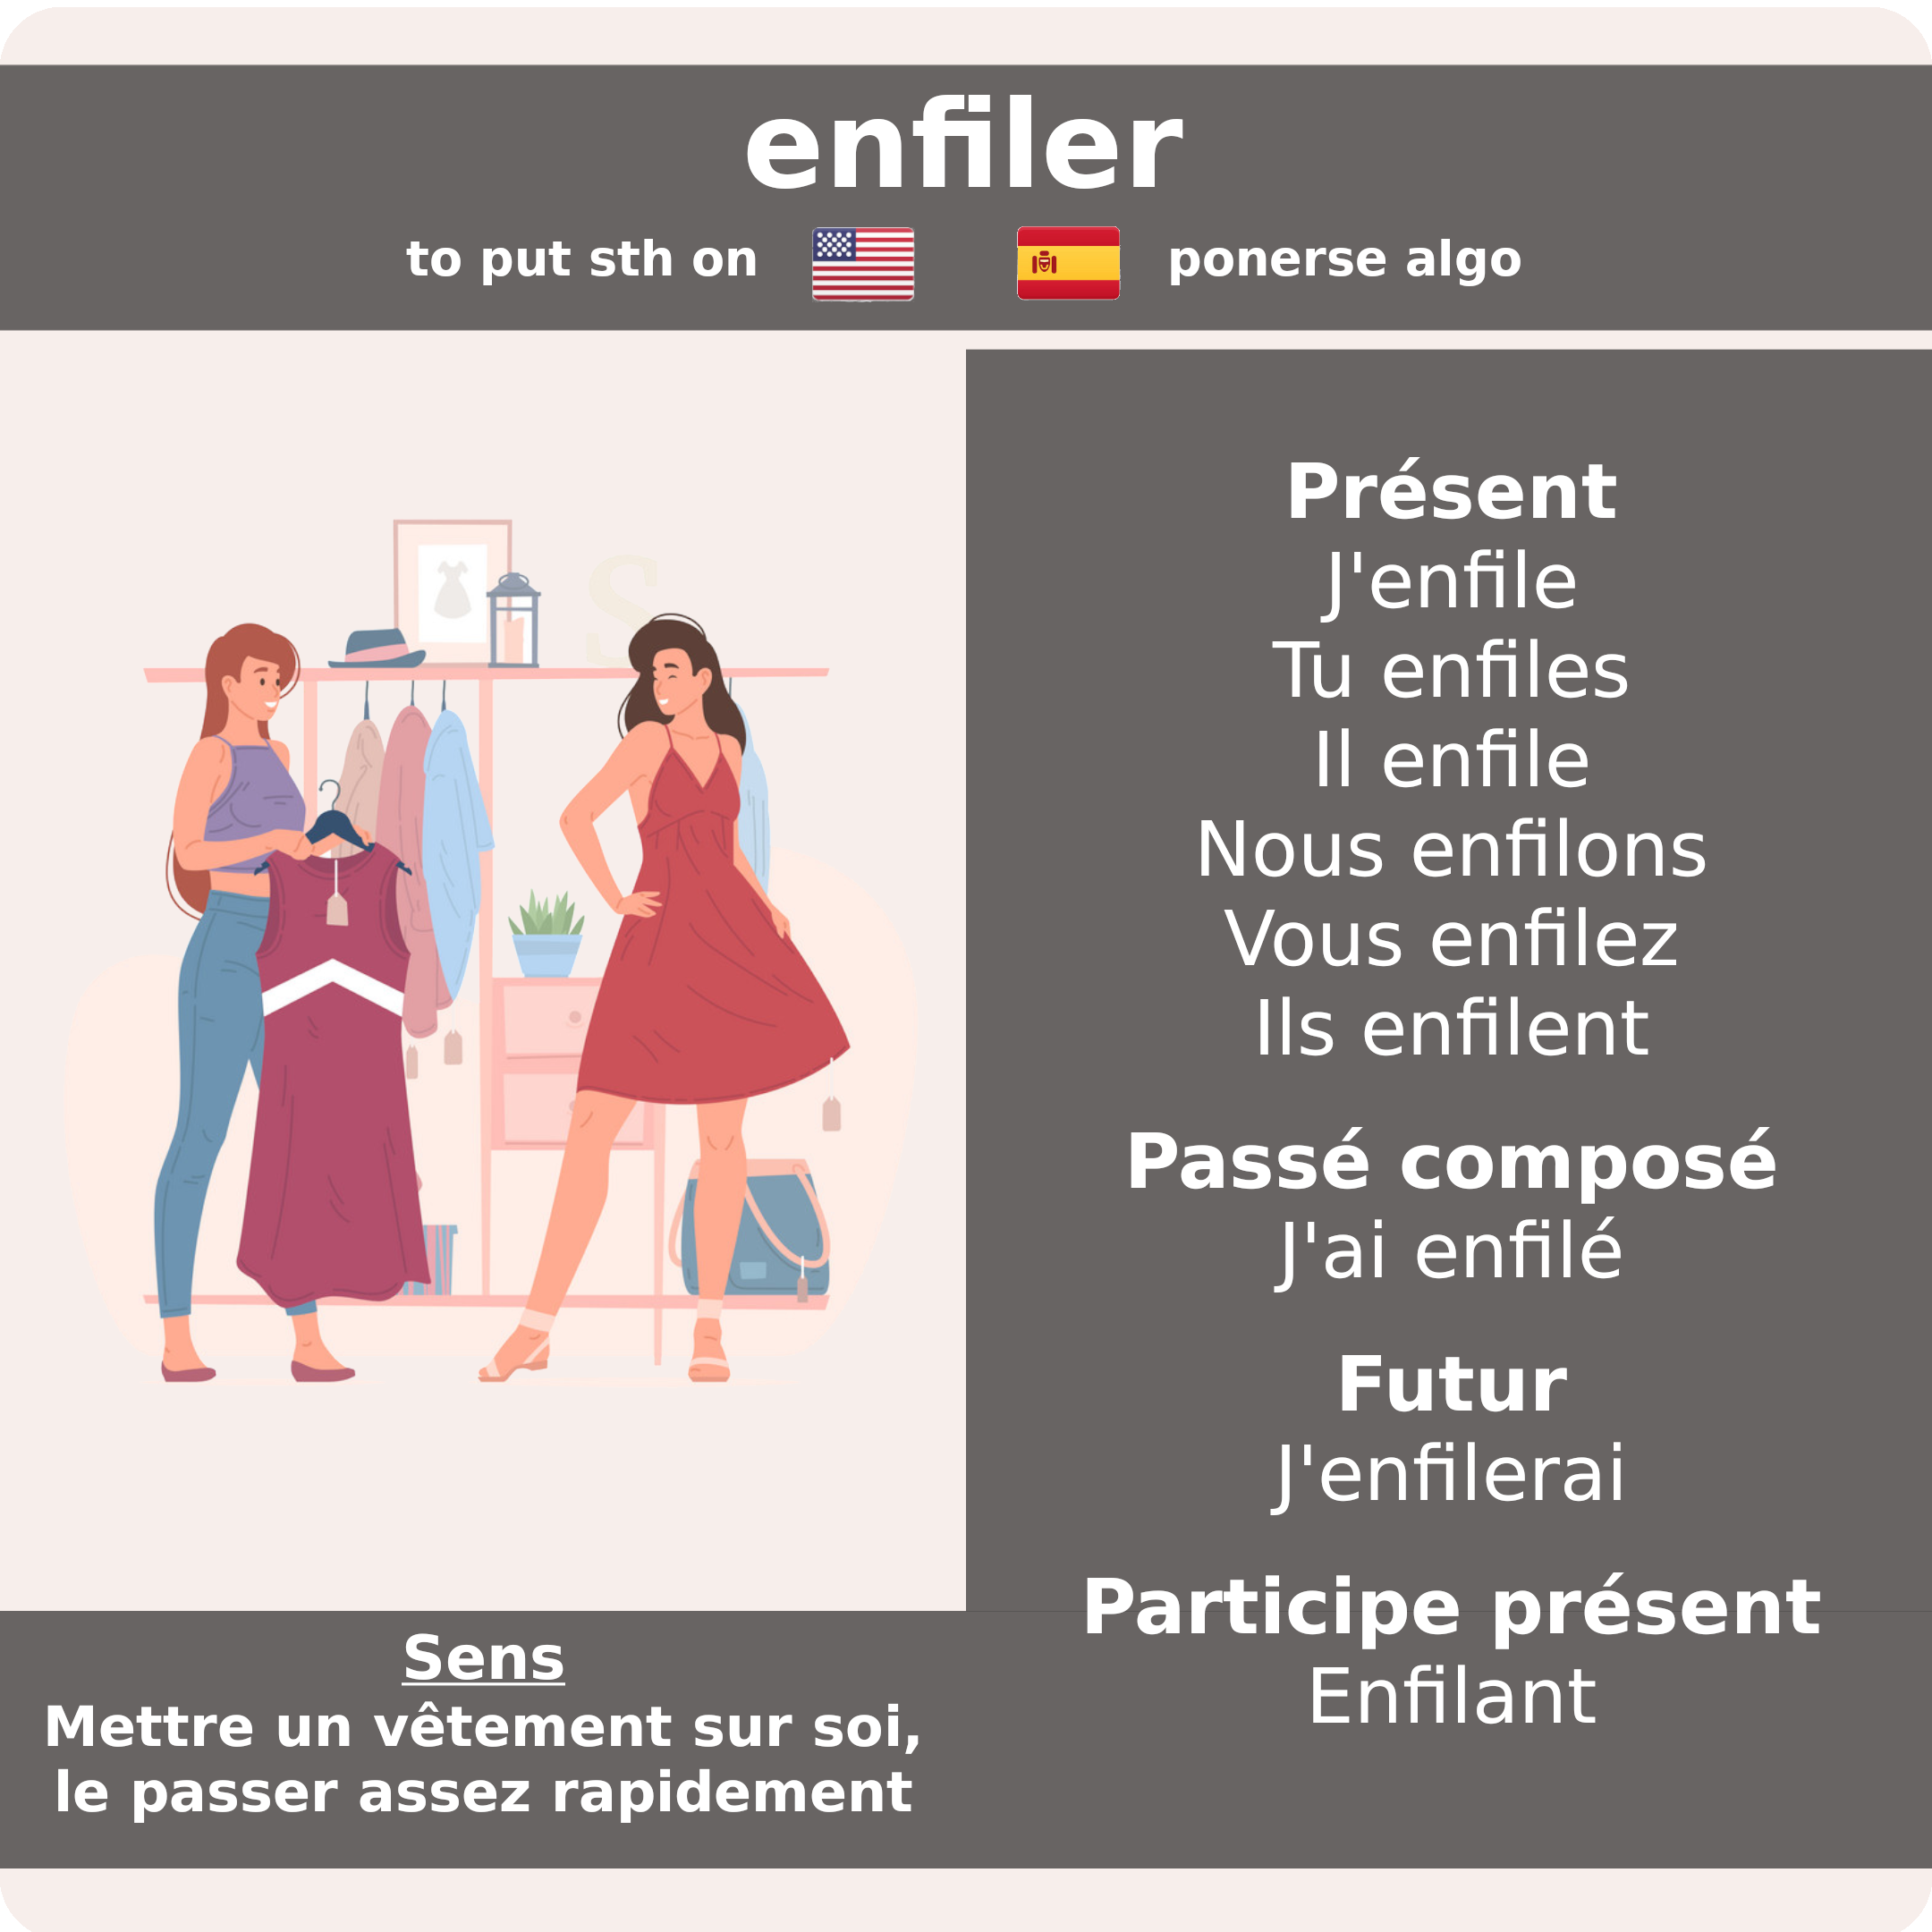 enfiler
to put sth on
ponerse algo
Présent
J'enfile
Tu enfiles
Il enfile
Nous enfilons
Vous enfilez
Ils enfilent
Passé composé
J'ai enfilé
Futur
J'enfilerai
Participe présent
Enfilant
S
Sens
Mettre un vêtement sur soi,
le passer assez rapidement